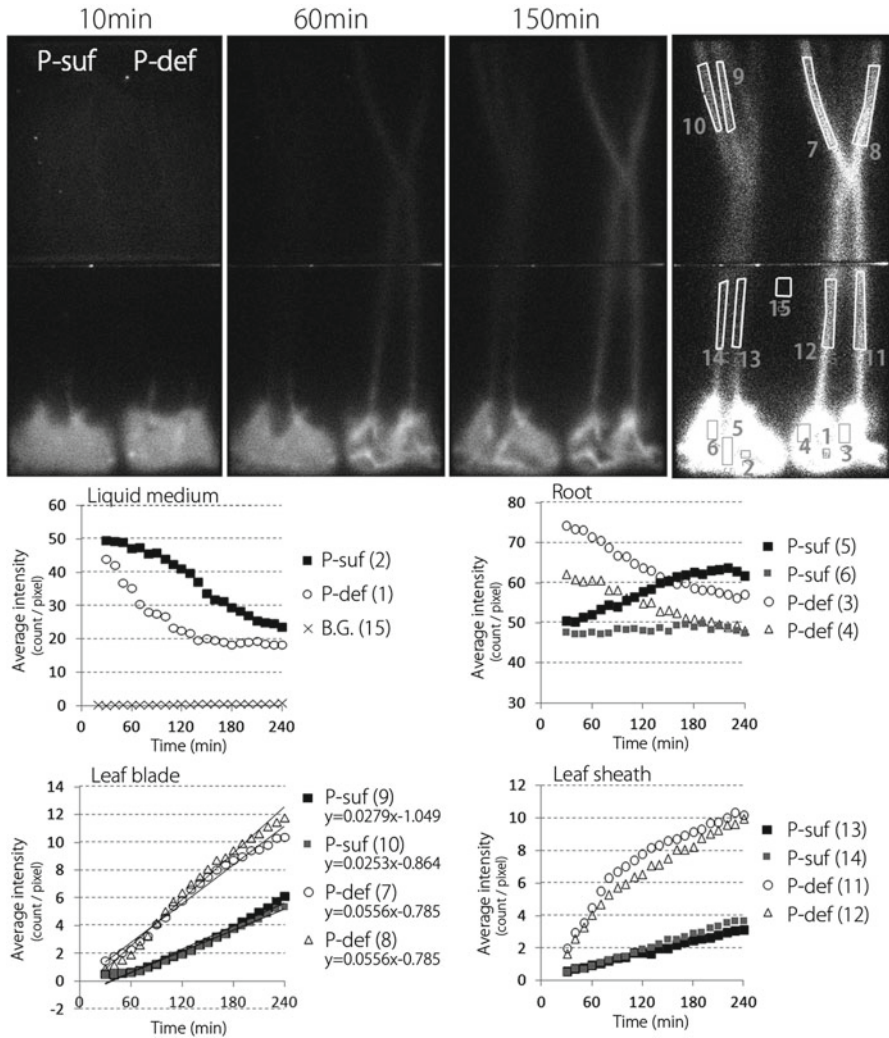 10min 60min 150min
P-suf P-def
9
10
7 8
15
14 13 12 11
5 4 1
6 2 3
Liquid medium
Average intensity
(count / pixel)
60
50
40
30
20
10
0
0 60 120 180 240
Time (min)
P-suf (2)
P-def (1)
B.G. (15)
Root
Average intensity
(count / pixel)
80
70
60
50
40
30
0 60 120 180 240
Time (min)
P-suf (5)
P-suf (6)
P-def (3)
P-def (4)
Leaf blade
Average intensity
(count / pixel)
14
12
10
8
6
4
2
0
-2
0 60 120 180 240
Time (min)
P-suf (9)
y=0.0279x-1.049
P-suf (10)
y=0.0253x-0.864
P-def (7)
y=0.0556x-0.785
P-def (8)
y=0.0556x-0.785
Leaf sheath
Average intensity
(count / pixel)
12
10
8
6
4
2
0
0 60 120 180 240
Time (min)
P-suf (13)
P-suf (14)
P-def (11)
P-def (12)